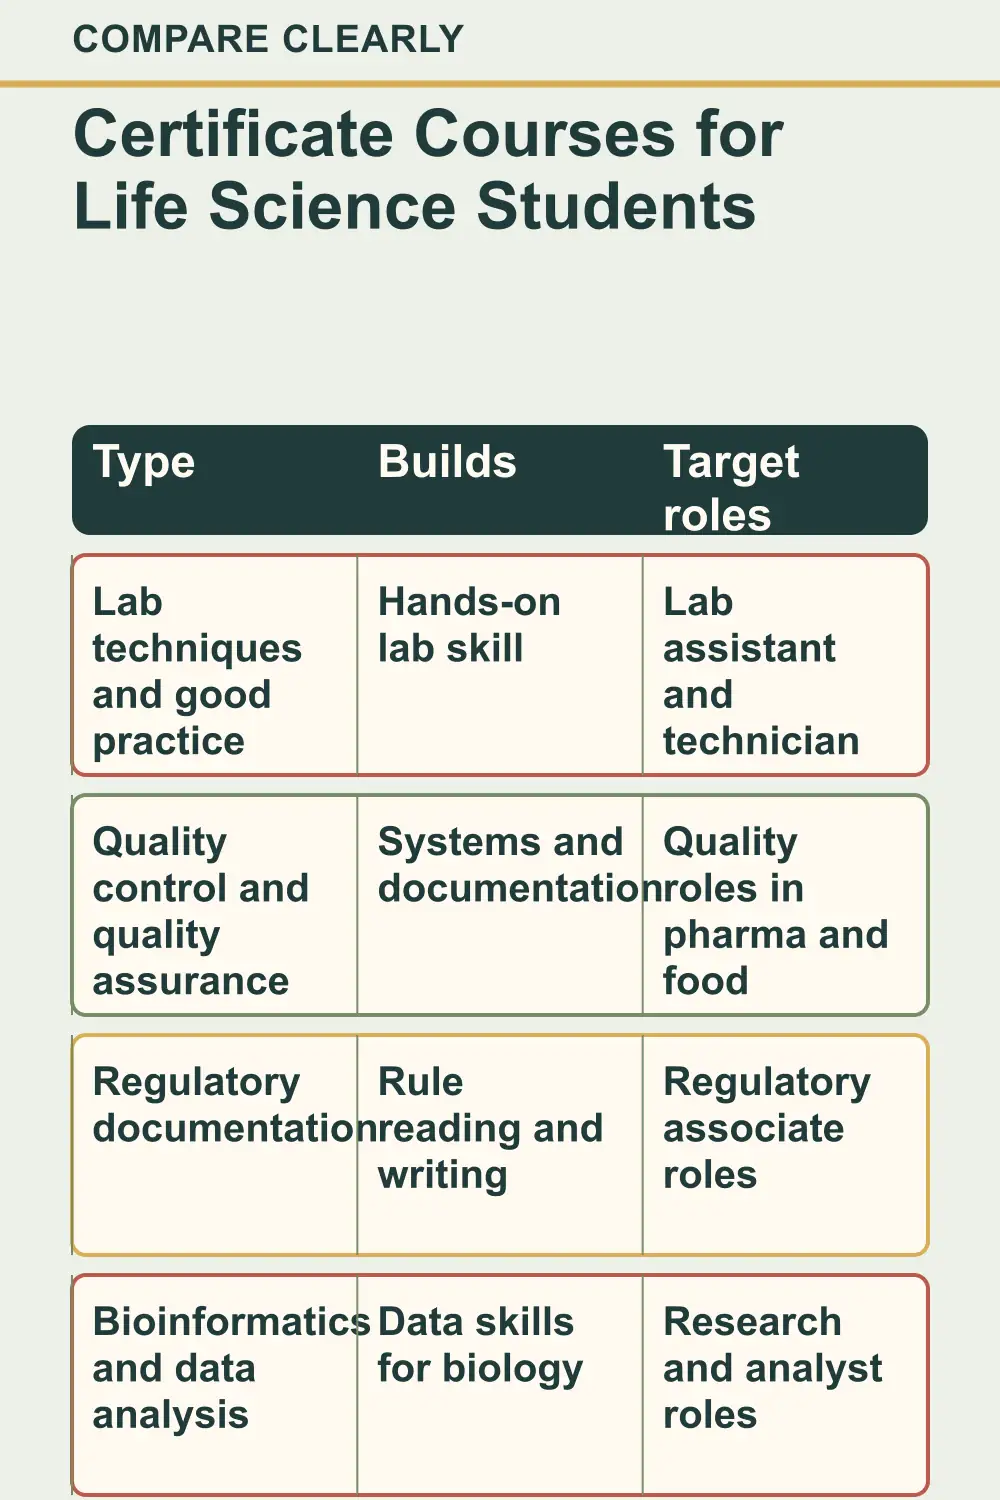 COMPARE CLEARLY
Certificate Courses for
Life Science Students
Type
Builds
Target
roles
Lab
techniques
and good
practice
Hands-on
lab skill
Lab
assistant
and
technician
Quality
control and
quality
assurance
Systems and
documentation
Quality
roles in
pharma and
food
Regulatory
documentation
Rule
reading and
writing
Regulatory
associate
roles
Bioinformatics
and data
analysis
Data skills
for biology
Research
and analyst
roles